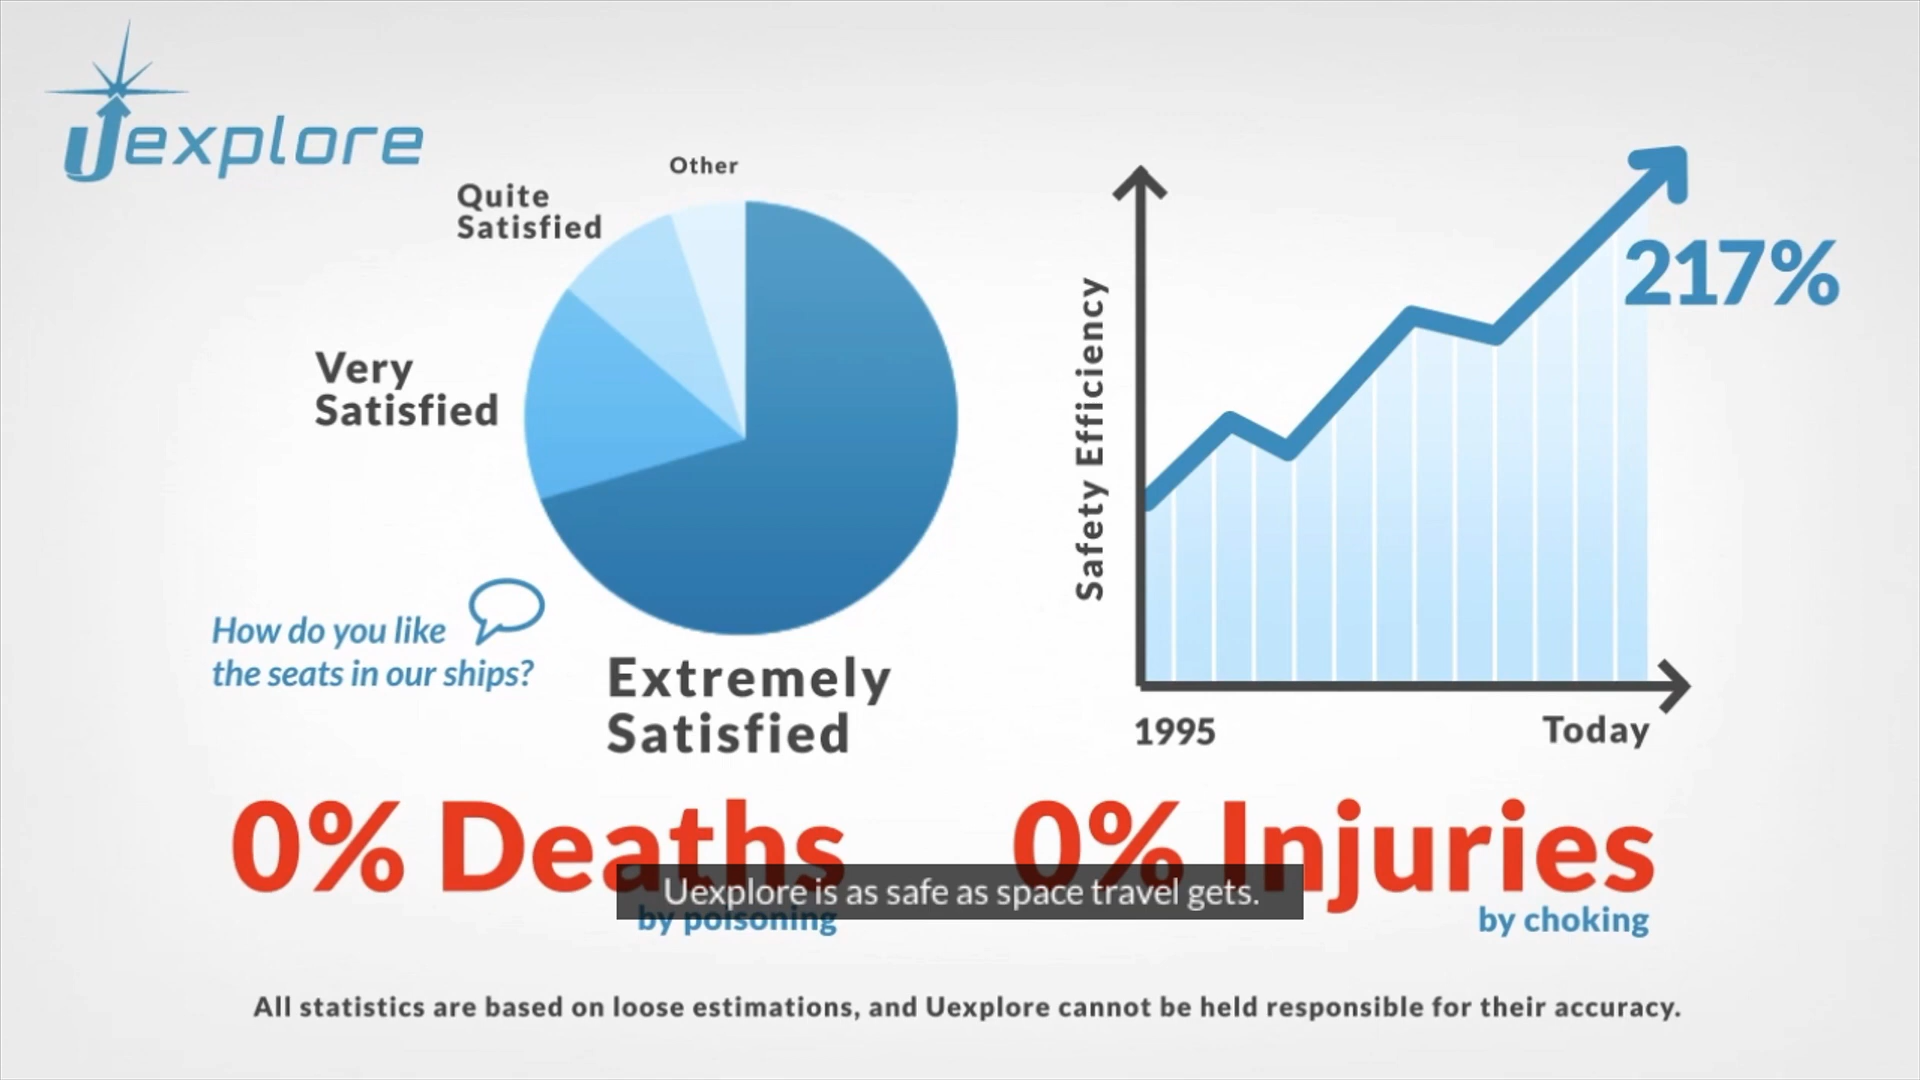 Uexplore
Other
Quite
Satisfied
Very
Satisfied
How do you like
the seats in our ships?
Extremely
Satisfied
217%
Safety Efficiency
1995
Today
0% Deaths
by poisoning
0% Injuries
by choking
Uexplore is as safe as space travel gets.
All statistics are based on loose estimations, and Uexplore cannot be held responsible for their accuracy.